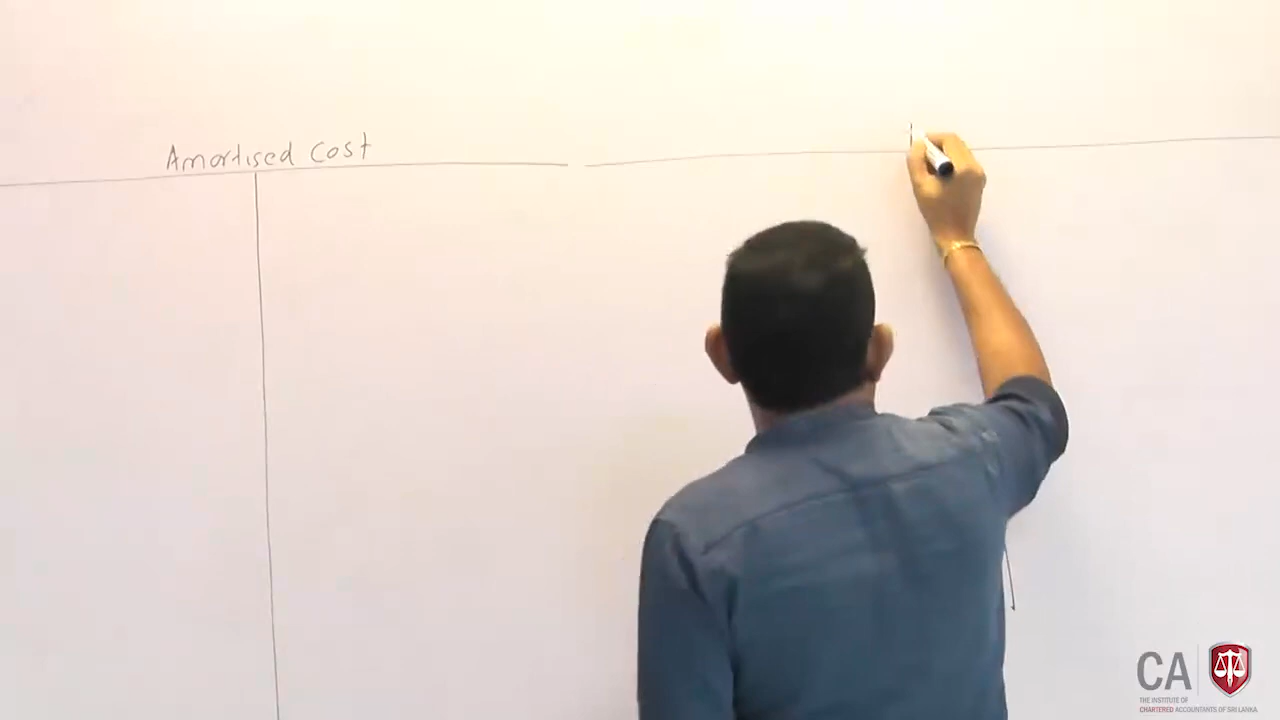 Amortised Cost
CA
THE INSTITUTE OF
CHARTERED ACCOUNTANTS OF SRI LANKA